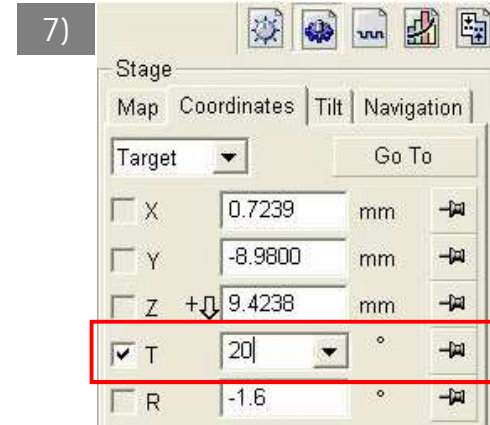 7)
Stage
Map Coordinates Tilt Navigation
Target Go To
X 0.7239 mm
Y -8.9800 mm
Z + 9.4238 mm
T 20 °
R -1.6 °